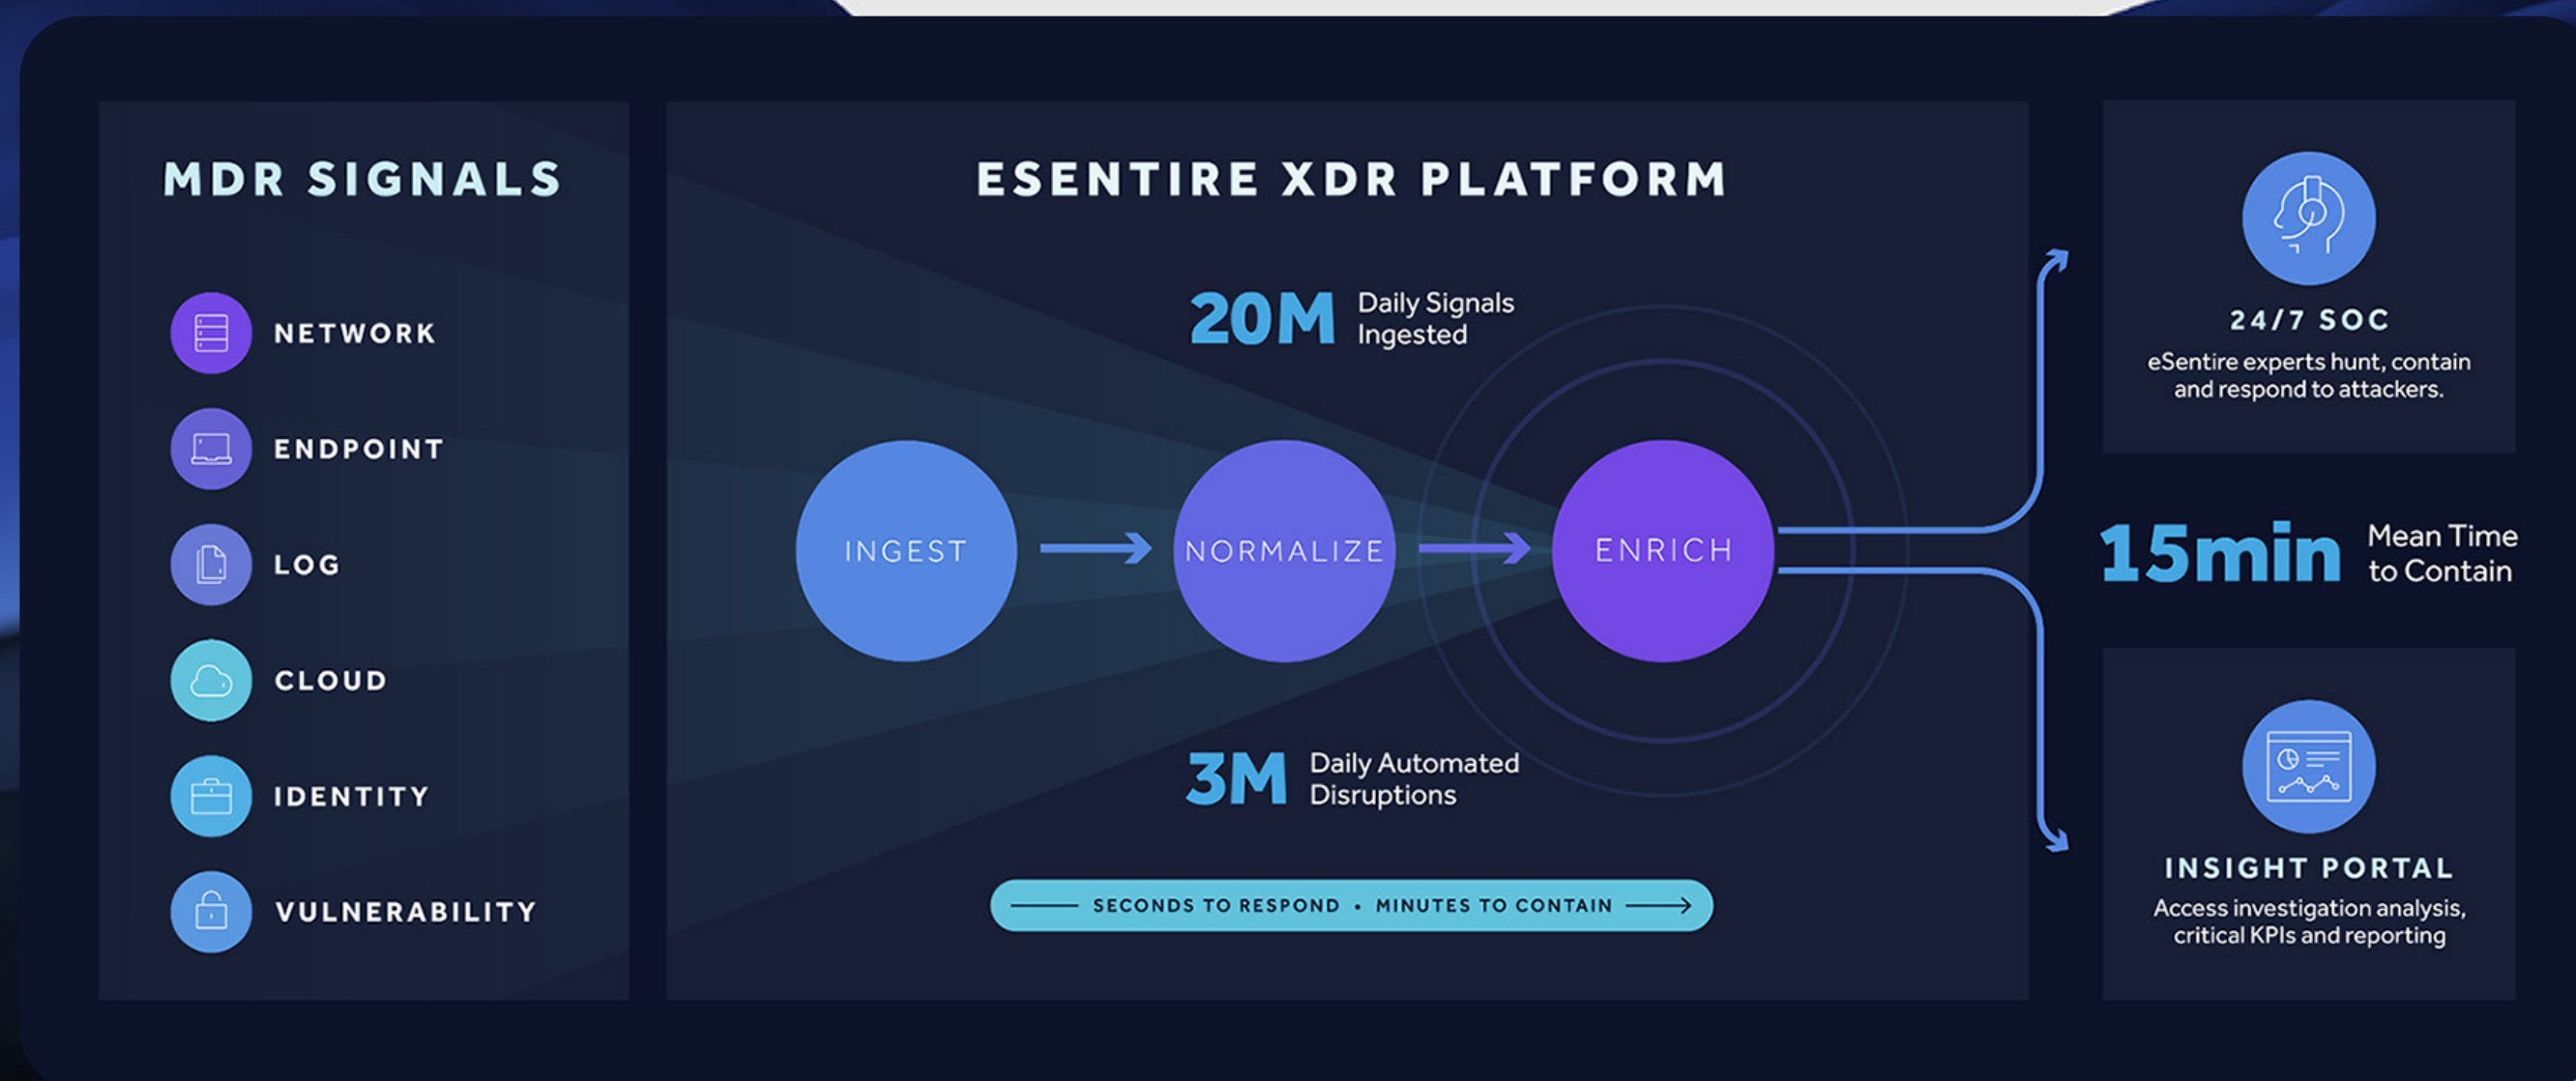 MDR SIGNALS
NETWORK
ENDPOINT
LOG
CLOUD
IDENTITY
VULNERABILITY
ESENTIRE XDR PLATFORM
20M
Daily Signals
Ingested
INGEST
NORMALIZE
ENRICH
3M
Daily Automated
Disruptions
SECONDS TO RESPOND • MINUTES TO CONTAIN
24/7 SOC
eSentire experts hunt, contain
and respond to attackers.
15min
Mean Time
to Contain
INSIGHT PORTAL
Access investigation analysis,
critical KPIs and reporting